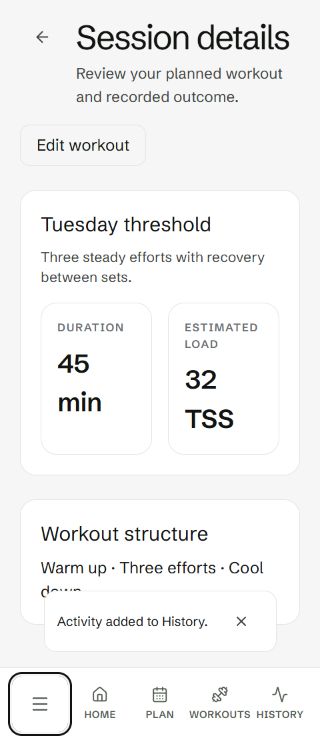 Session details
Review your planned workout
and recorded outcome.
Edit workout
Tuesday threshold
Three steady efforts with recovery
between sets.
DURATION
45
min
ESTIMATED
LOAD
32
TSS
Workout structure
Warm up · Three efforts · Cool
Activity added to History.
HOME
PLAN
WORKOUTS
HISTORY